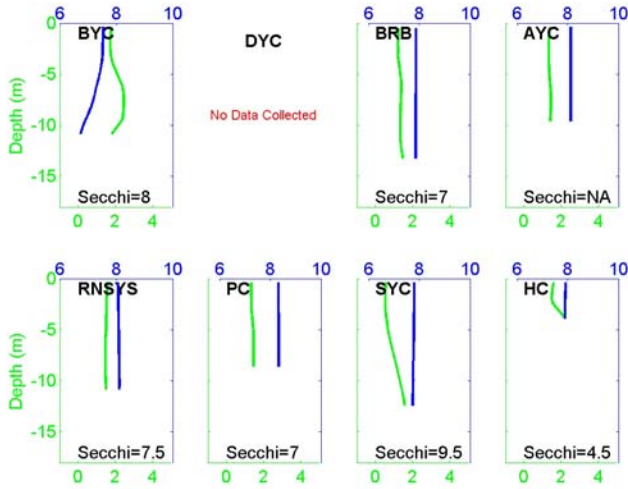 6 8 10
6 8 10
6 8 10
0
-5
-10
-15
Depth (m)
BYC
Secchi=8
0 2 4
DYC
No Data Collected
BRB
Secchi=7
0 2 4
AYC
Secchi=NA
0 2 4
6 8 10
6 8 10
6 8 10
6 8 10
0
-5
-10
-15
Depth (m)
RNSYS
Secchi=7.5
0 2 4
PC
Secchi=7
0 2 4
SYC
Secchi=9.5
0 2 4
HC
Secchi=4.5
0 2 4